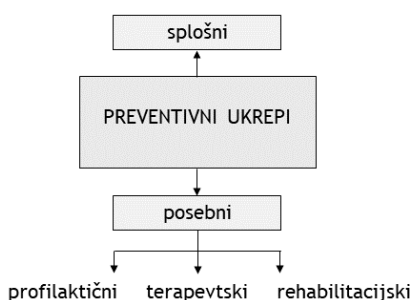 splošni
PREVENTIVNI UKREPI
posebni
profilaktični terapevtski rehabilitacijski